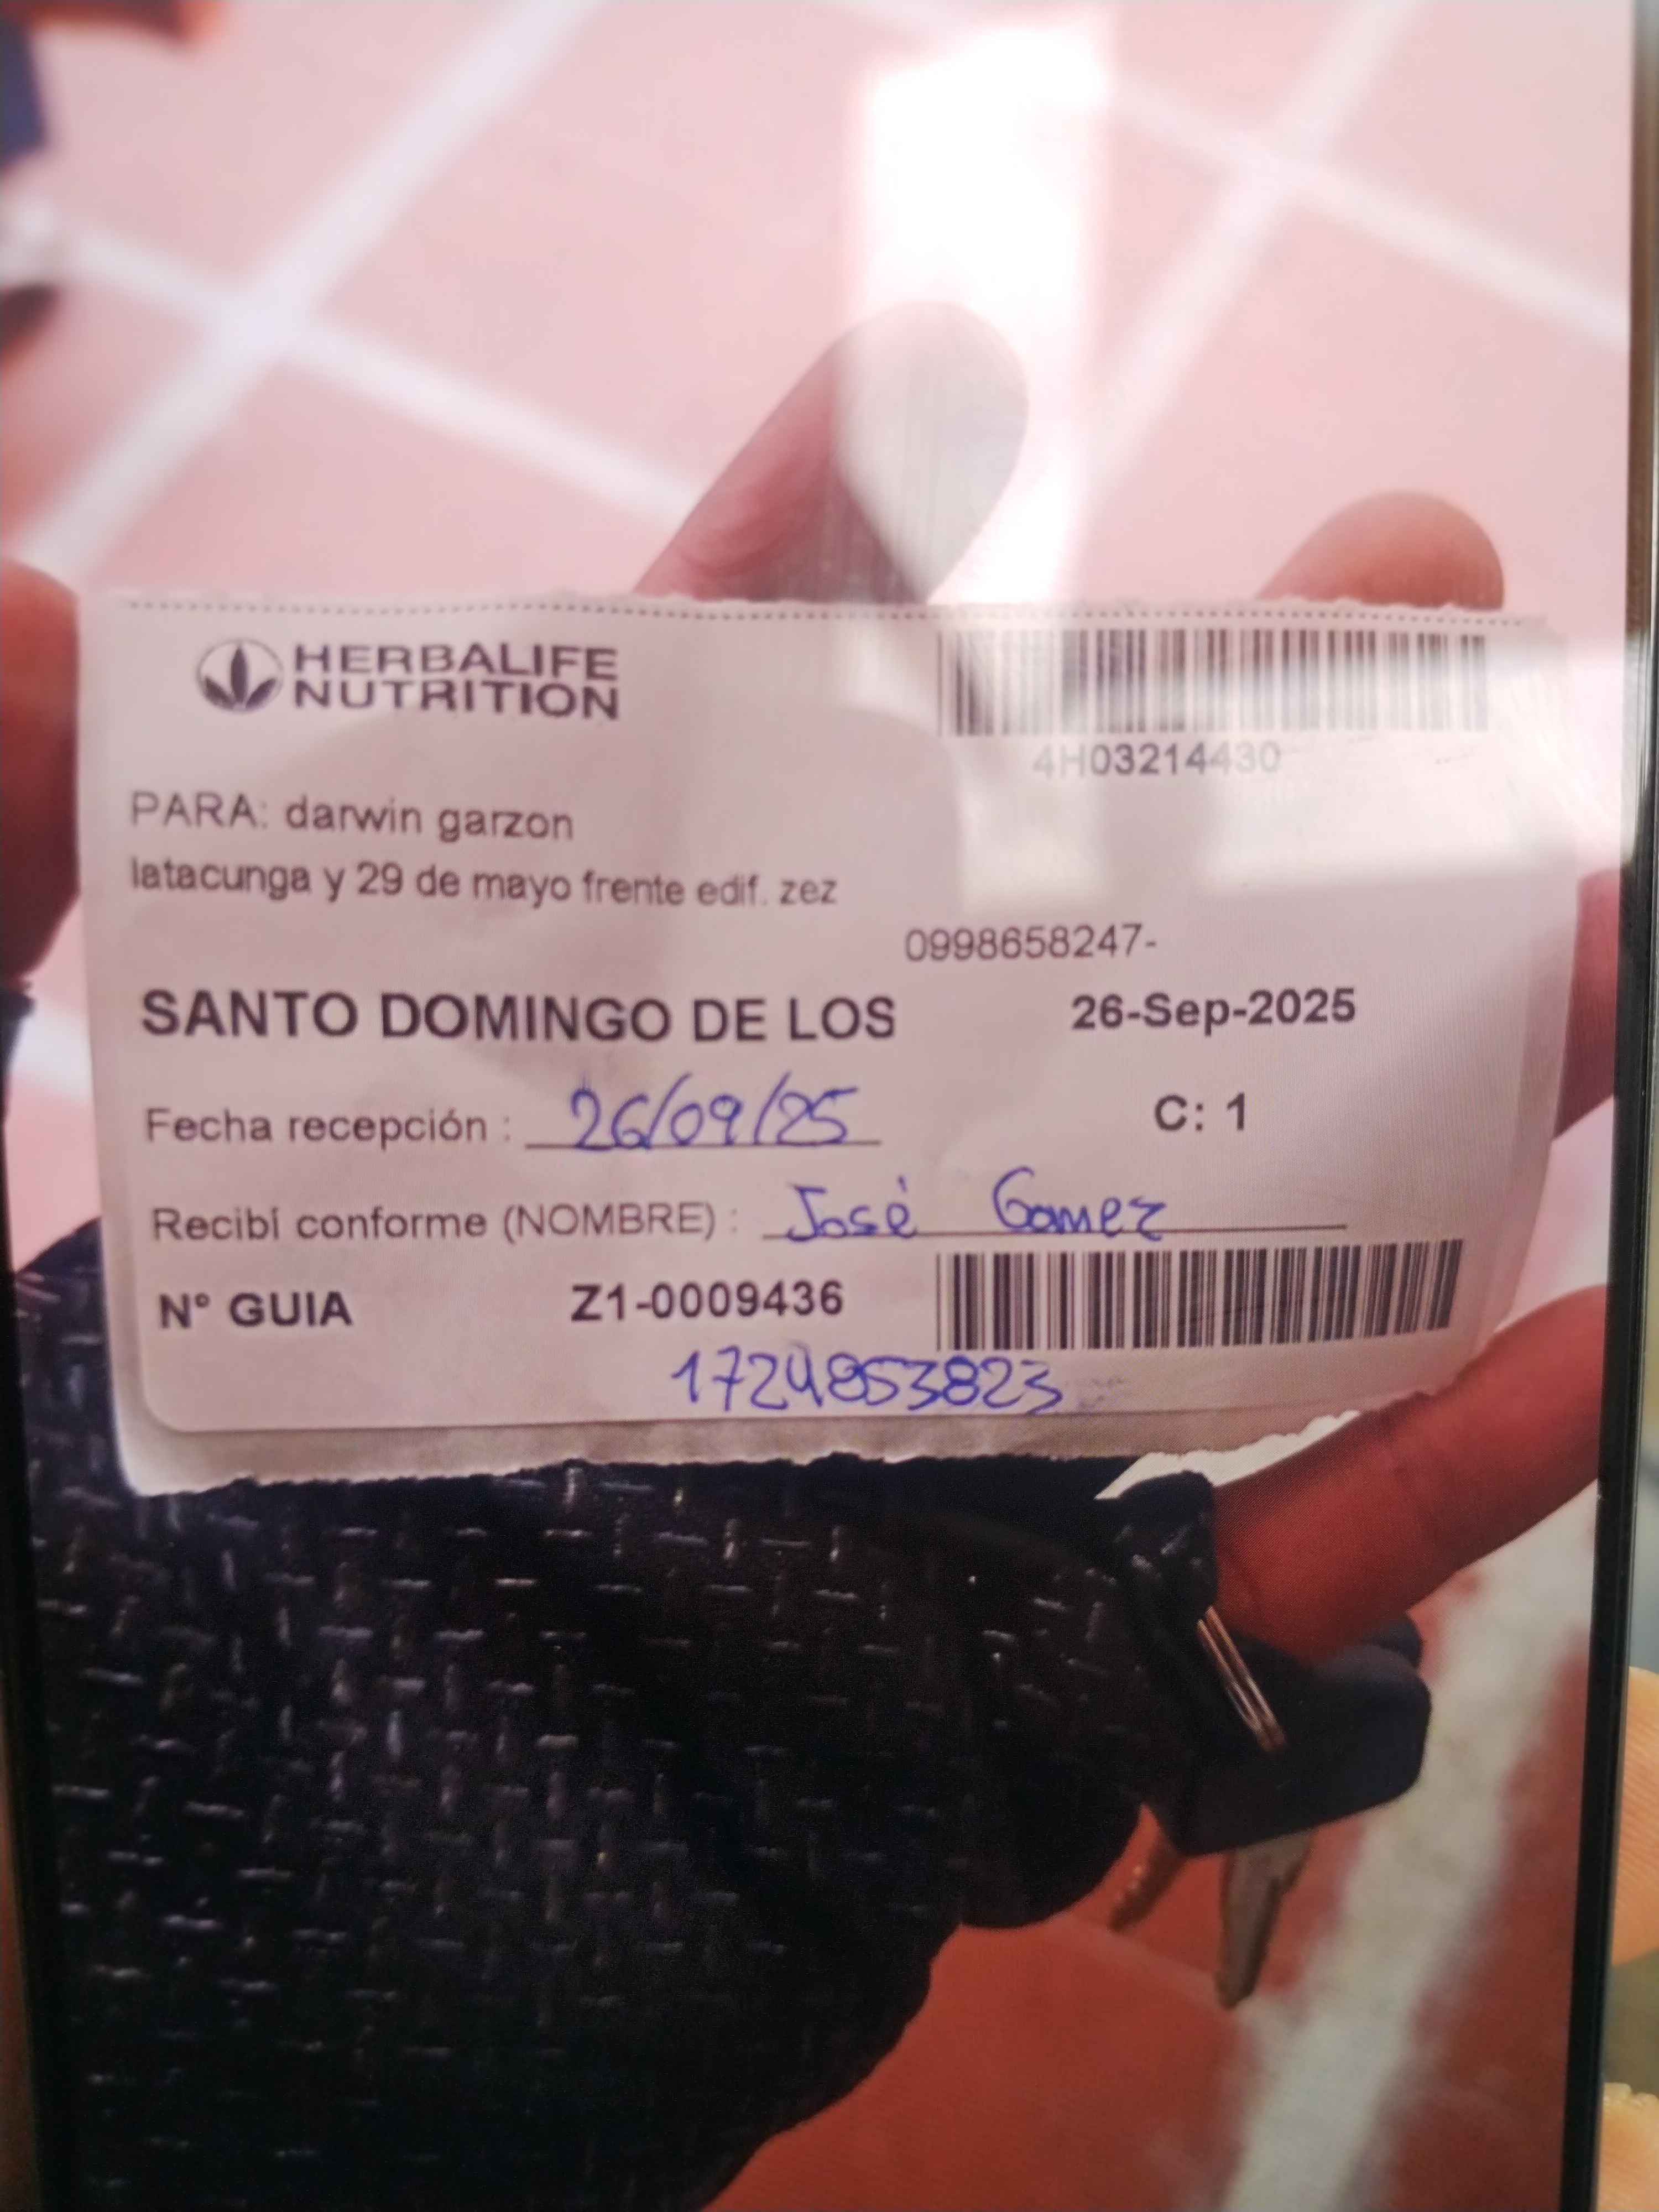 HERBALIFE
NUTRITION
4H03214430
PARA: darwin garzon
latacunga y 29 de mayo frente edif. zez
0998658247-
SANTO DOMINGO DE LOS 26-Sep-2025
Fecha recepción : 26/09/25 C: 1
Recibí conforme (NOMBRE) : José Gomez
N° GUIA Z1-0009436
1724853823